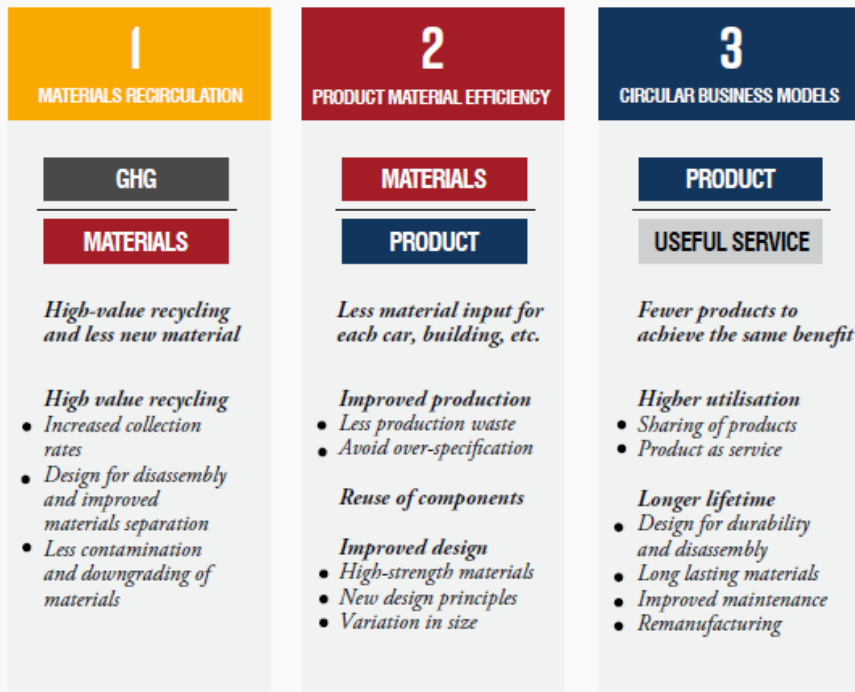 1
MATERIALS RECIRCULATION
GHG
MATERIALS
High-value recycling
and less new material
High value recycling
• Increased collection
rates
• Design for disassembly
and improved
materials separation
• Less contamination
and downgrading of
materials
2
PRODUCT MATERIAL EFFICIENCY
MATERIALS
PRODUCT
Less material input for
each car, building, etc.
Improved production
• Less production waste
• Avoid over-specification
Reuse of components
Improved design
• High-strength materials
• New design principles
• Variation in size
3
CIRCULAR BUSINESS MODELS
PRODUCT
USEFUL SERVICE
Fewer products to
achieve the same benefit
Higher utilisation
• Sharing of products
• Product as service
Longer lifetime
• Design for durability
and disassembly
• Long lasting materials
• Improved maintenance
• Remanufacturing